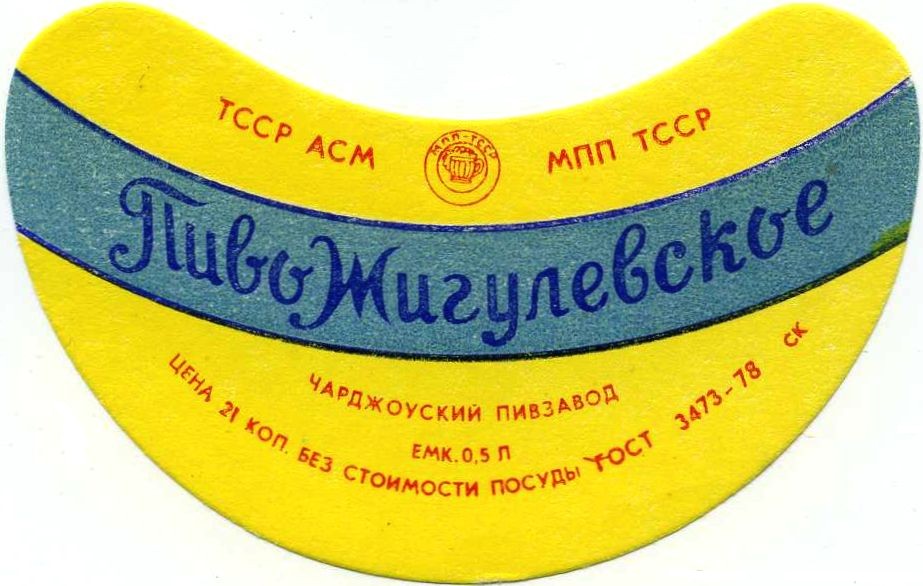 ТССР АСМ
МПП-ТССР
МПП ТССР
Пиво Жигулевское
ЧАРДЖОУСКИЙ ПИВЗАВОД
ЕМК. 0,5 Л
ЦЕНА 21 КОП. БЕЗ СТОИМОСТИ ПОСУДЫ ГОСТ 3473-78 СК